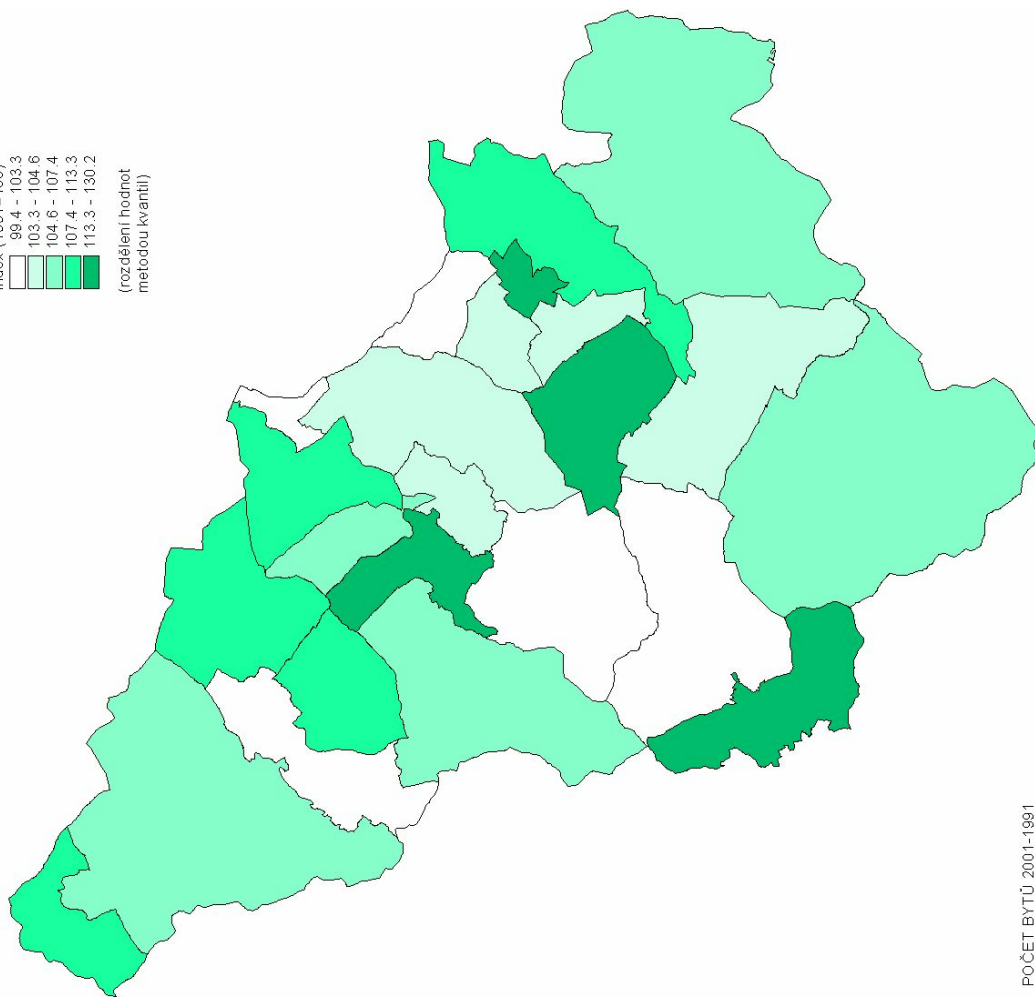 99.4 - 103.3
103.3 - 104.6
104.6 - 107.4
107.4 - 113.3
113.3 - 130.2
(rozdělení hodnot
metodou kvantil)
POČET BYTŮ 2001-1991